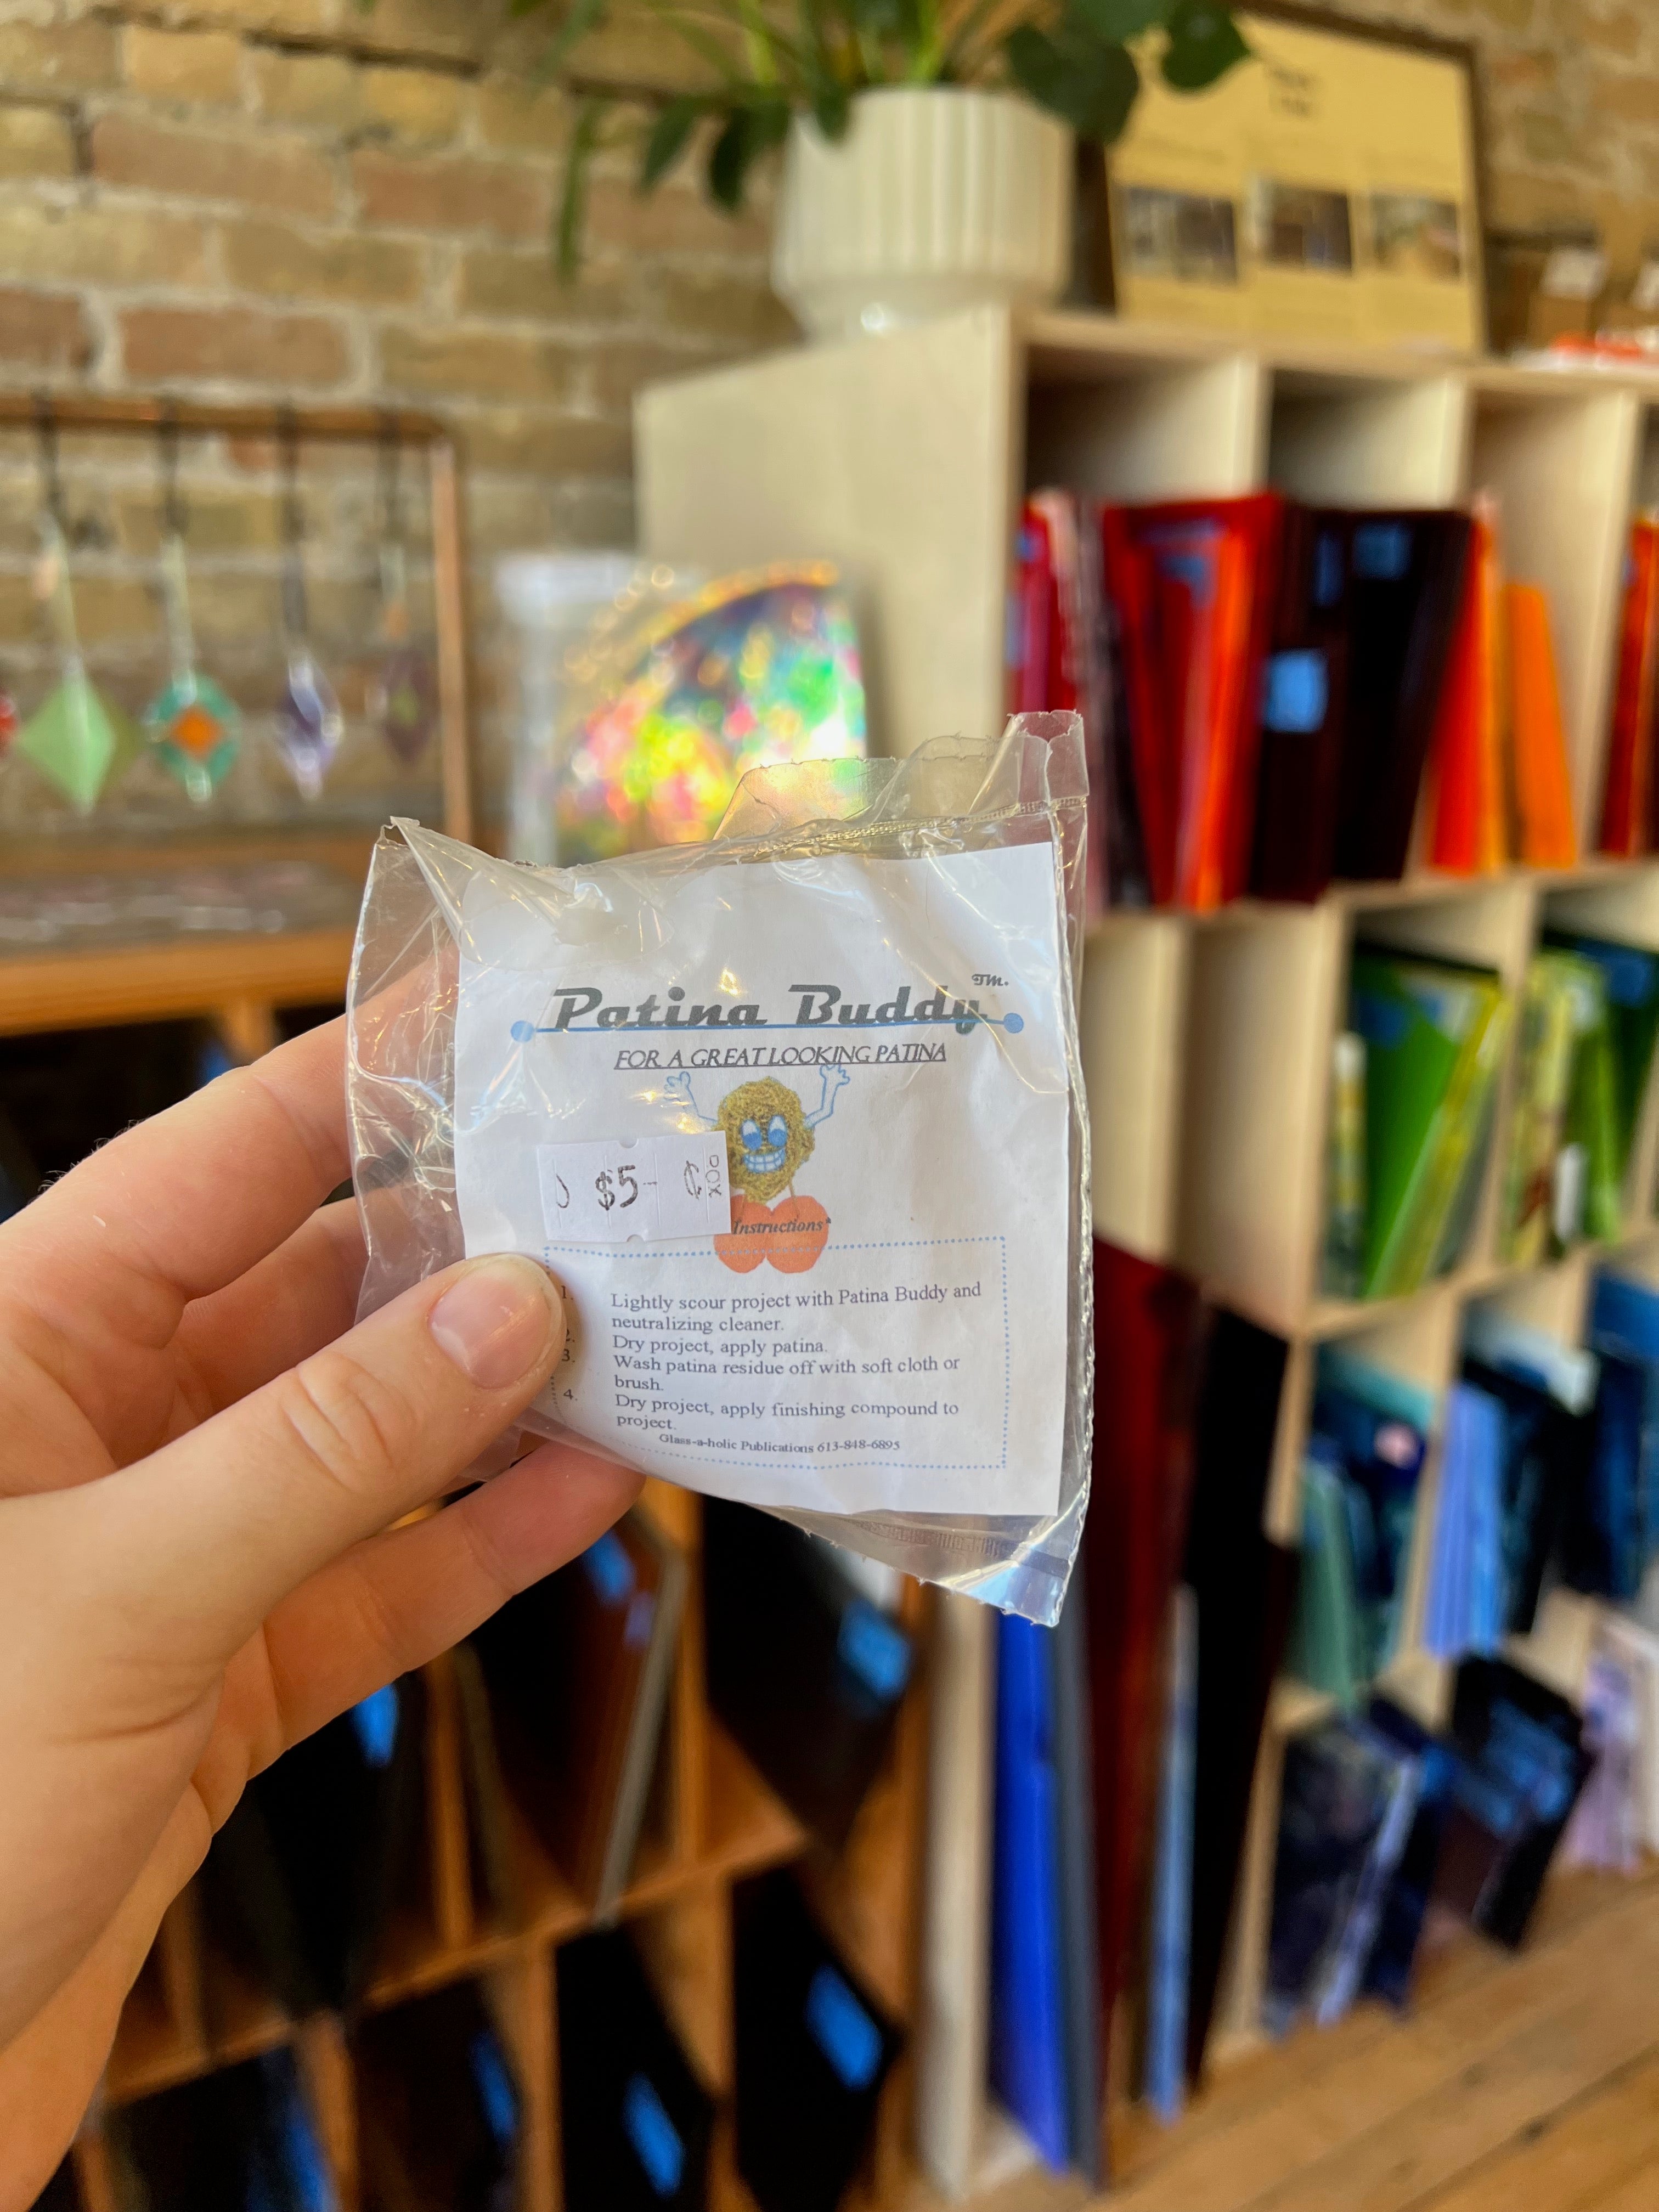 Patina Buddy TM.
FOR A GREAT LOOKING PATINA
$5- ¢
xoo
Instructions*
1. Lightly scour project with Patina Buddy and
neutralizing cleaner.
2. Dry project, apply patina.
3. Wash patina residue off with soft cloth or
brush.
4. Dry project, apply finishing compound to
project.
Glass-a-holic Publications 613-848-6895